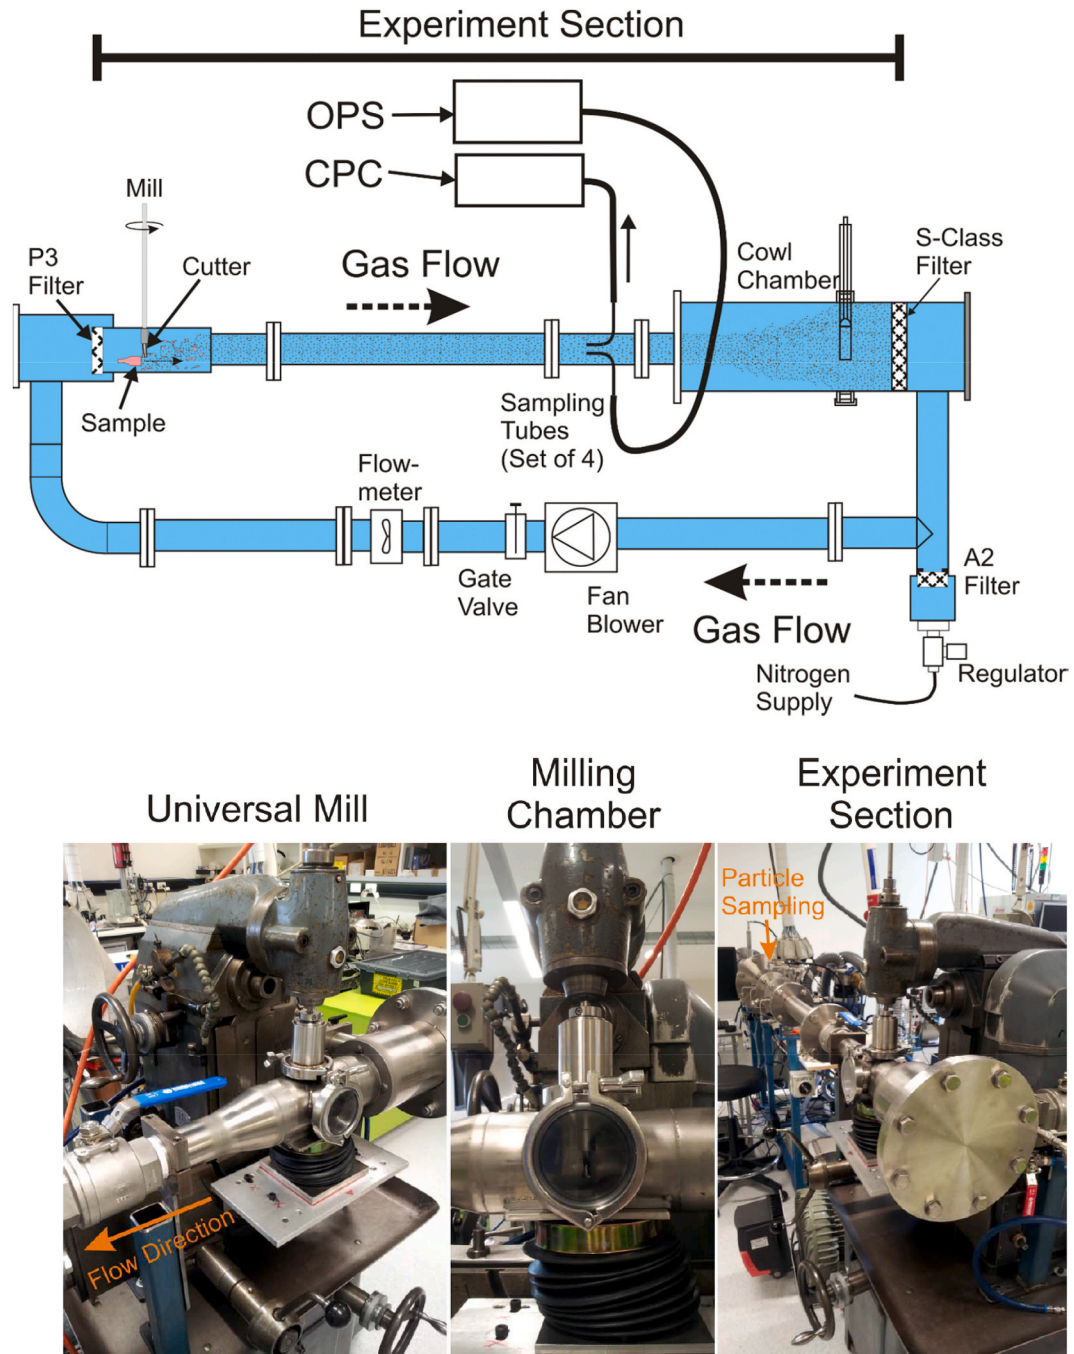 Experiment Section
OPS
CPC
Mill
P3
Filter
Cutter
Gas Flow
Cowl
Chamber
S-Class
Filter
Sample
Sampling
Tubes
(Set of 4)
Flow-
meter
Gate
Valve
Fan
Blower
Gas Flow
A2
Filter
Nitrogen
Supply
Regulator
Universal Mill
Milling
Chamber
Experiment
Section
Particle
Sampling
Flow Direction